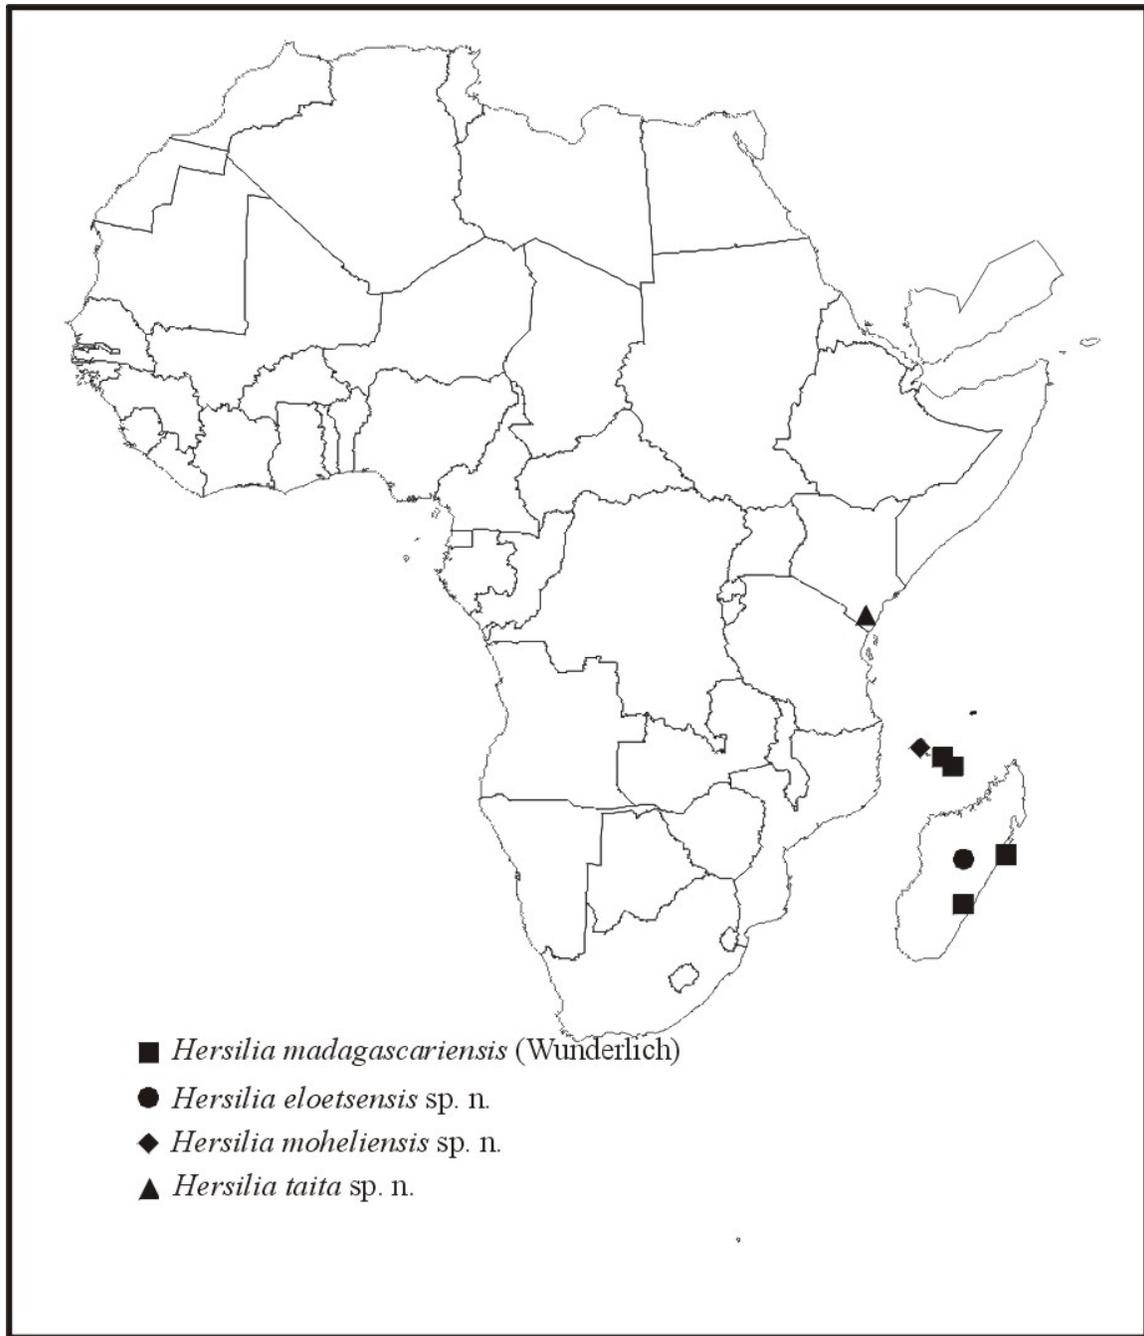 Hersilia madagascariensis (Wunderlich)
Hersilia eloetsensis sp. n.
Hersilia moheliensis sp. n.
Hersilia taita sp. n.